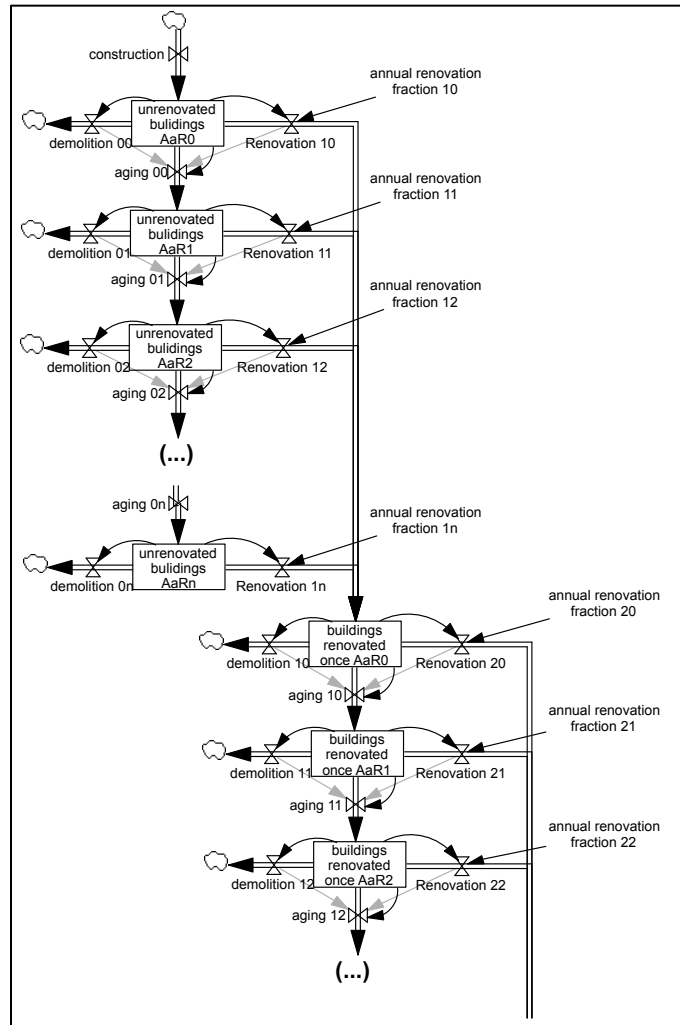 construction
annual renovation
fraction 10
unrenovated
bulidings
AaR0
demolition 00
Renovation 10
aging 00
annual renovation
fraction 11
unrenovated
bulidings
AaR1
demolition 01
Renovation 11
aging 01
annual renovation
fraction 12
unrenovated
bulidings
AaR2
demolition 02
Renovation 12
aging 02
(...)
aging 0n
annual renovation
fraction 1n
unrenovated
bulidings
AaRn
demolition 0n
Renovation 1n
annual renovation
fraction 20
buildings
renovated
once AaR0
demolition 10
Renovation 20
aging 10
annual renovation
fraction 21
buildings
renovated
once AaR1
demolition 11
Renovation 21
aging 11
annual renovation
fraction 22
buildings
renovated
once AaR2
demolition 12
Renovation 22
aging 12
(...)